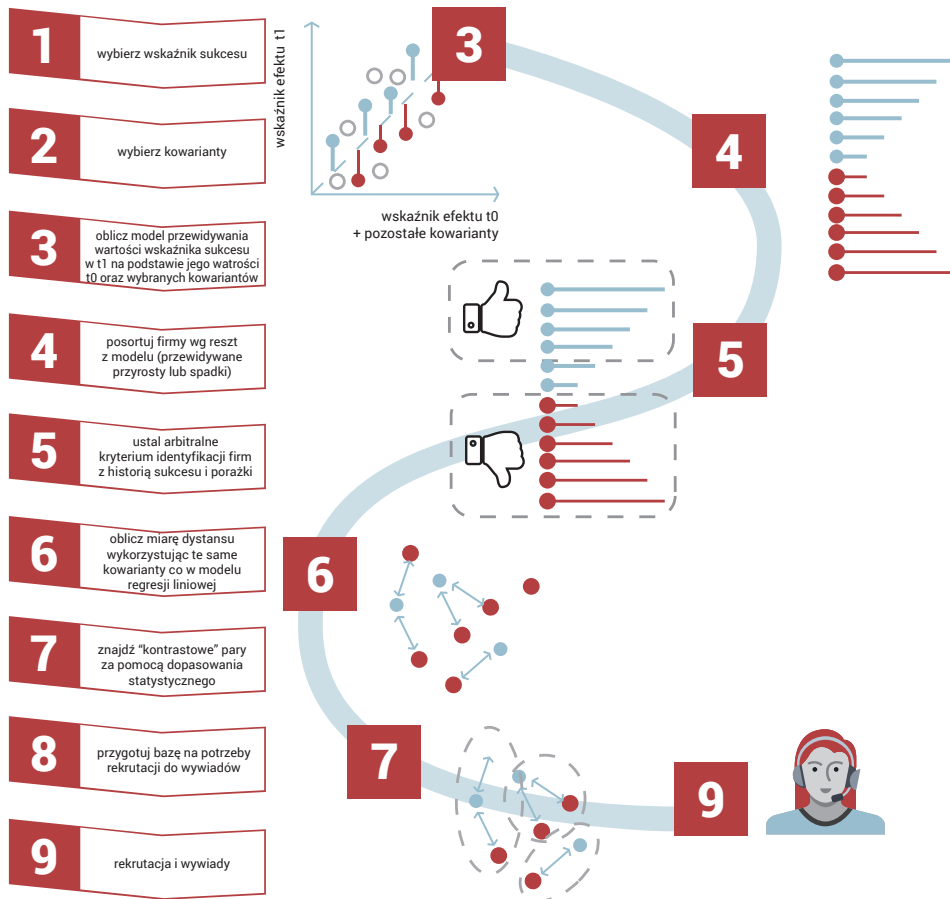 1
wybierz wskaźnik sukcesu
2
wybierz kowarianty
3
oblicz model przewidywania
wartości wskaźnika sukcesu
w t1 na podstawie jego watrości
t0 oraz wybranych kowariantów
4
posortuj firmy wg reszt
z modelu (przewidywane
przyrosty lub spadki)
5
ustal arbitralne
kryterium identyfikacji firm
z historią sukcesu i porażki
6
oblicz miarę dystansu
wykorzystując te same
kowarianty co w modelu
regresji liniowej
7
znajdź “kontrastowe” pary
za pomocą dopasowania
statystycznego
8
przygotuj bazę na potrzeby
rekrutacji do wywiadów
9
rekrutacja i wywiady
wskaźnik efektu t1
wskaźnik efektu t0
+ pozostałe kowarianty
3
4
5
6
7
9